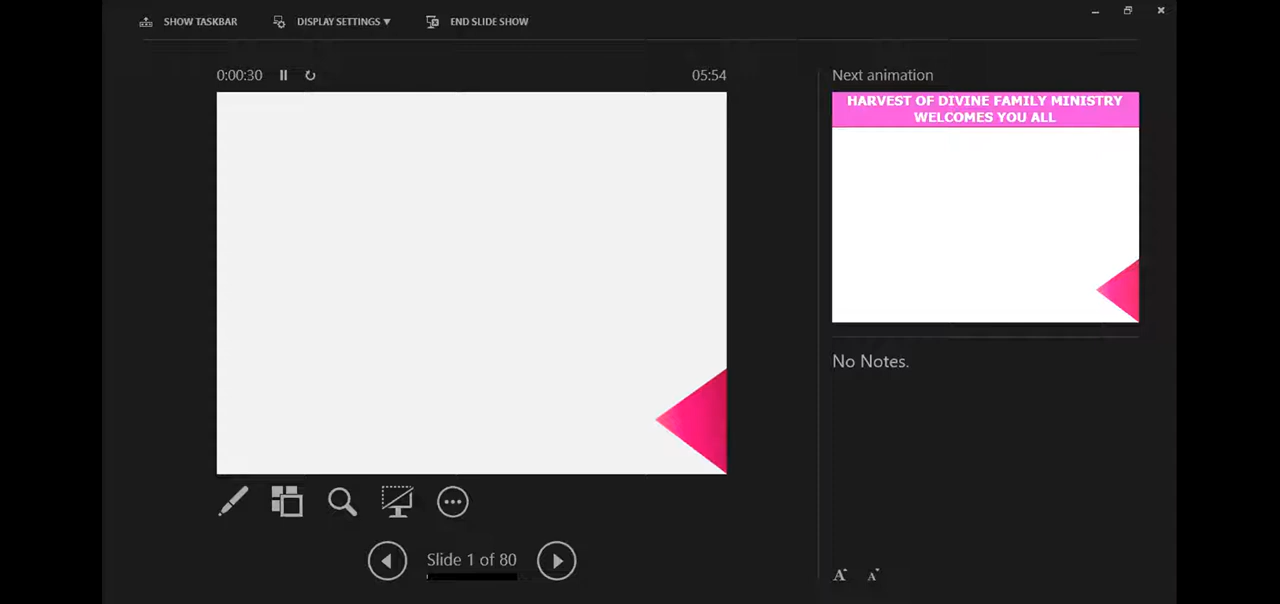 SHOW TASKBAR
DISPLAY SETTINGS ▼
END SLIDE SHOW
0:00:30
05:54
Next animation
HARVEST OF DIVINE FAMILY MINISTRY
WELCOMES YOU ALL
No Notes.
Slide 1 of 80
A A